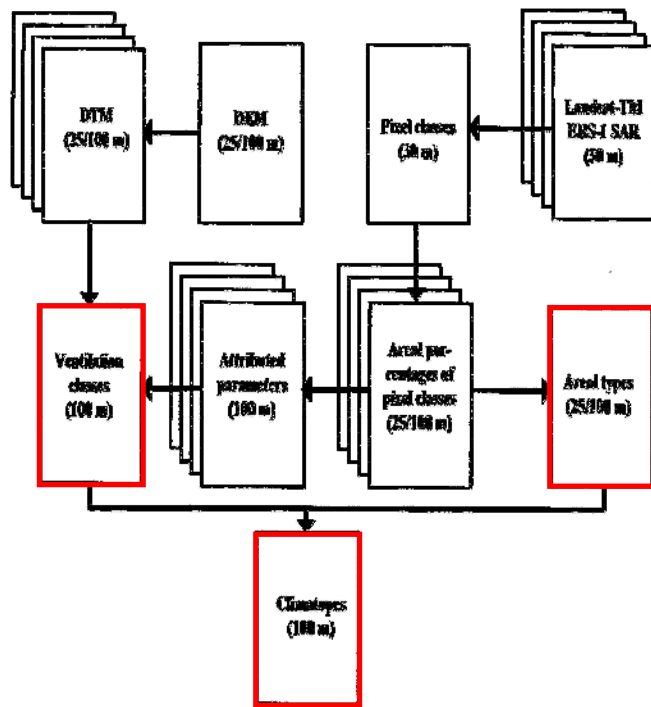 DTM
(25/100 m)
DEM
(25/100 m)
Pixel classes
(30 m)
Landsat-TM
ERS-1 SAR
(30 m)
Ventilation
classes
(100 m)
Attributed
parameters
(100 m)
Areal per-
centages of
pixel classes
(25/100 m)
Areal types
(25/100 m)
Climatopes
(100 m)